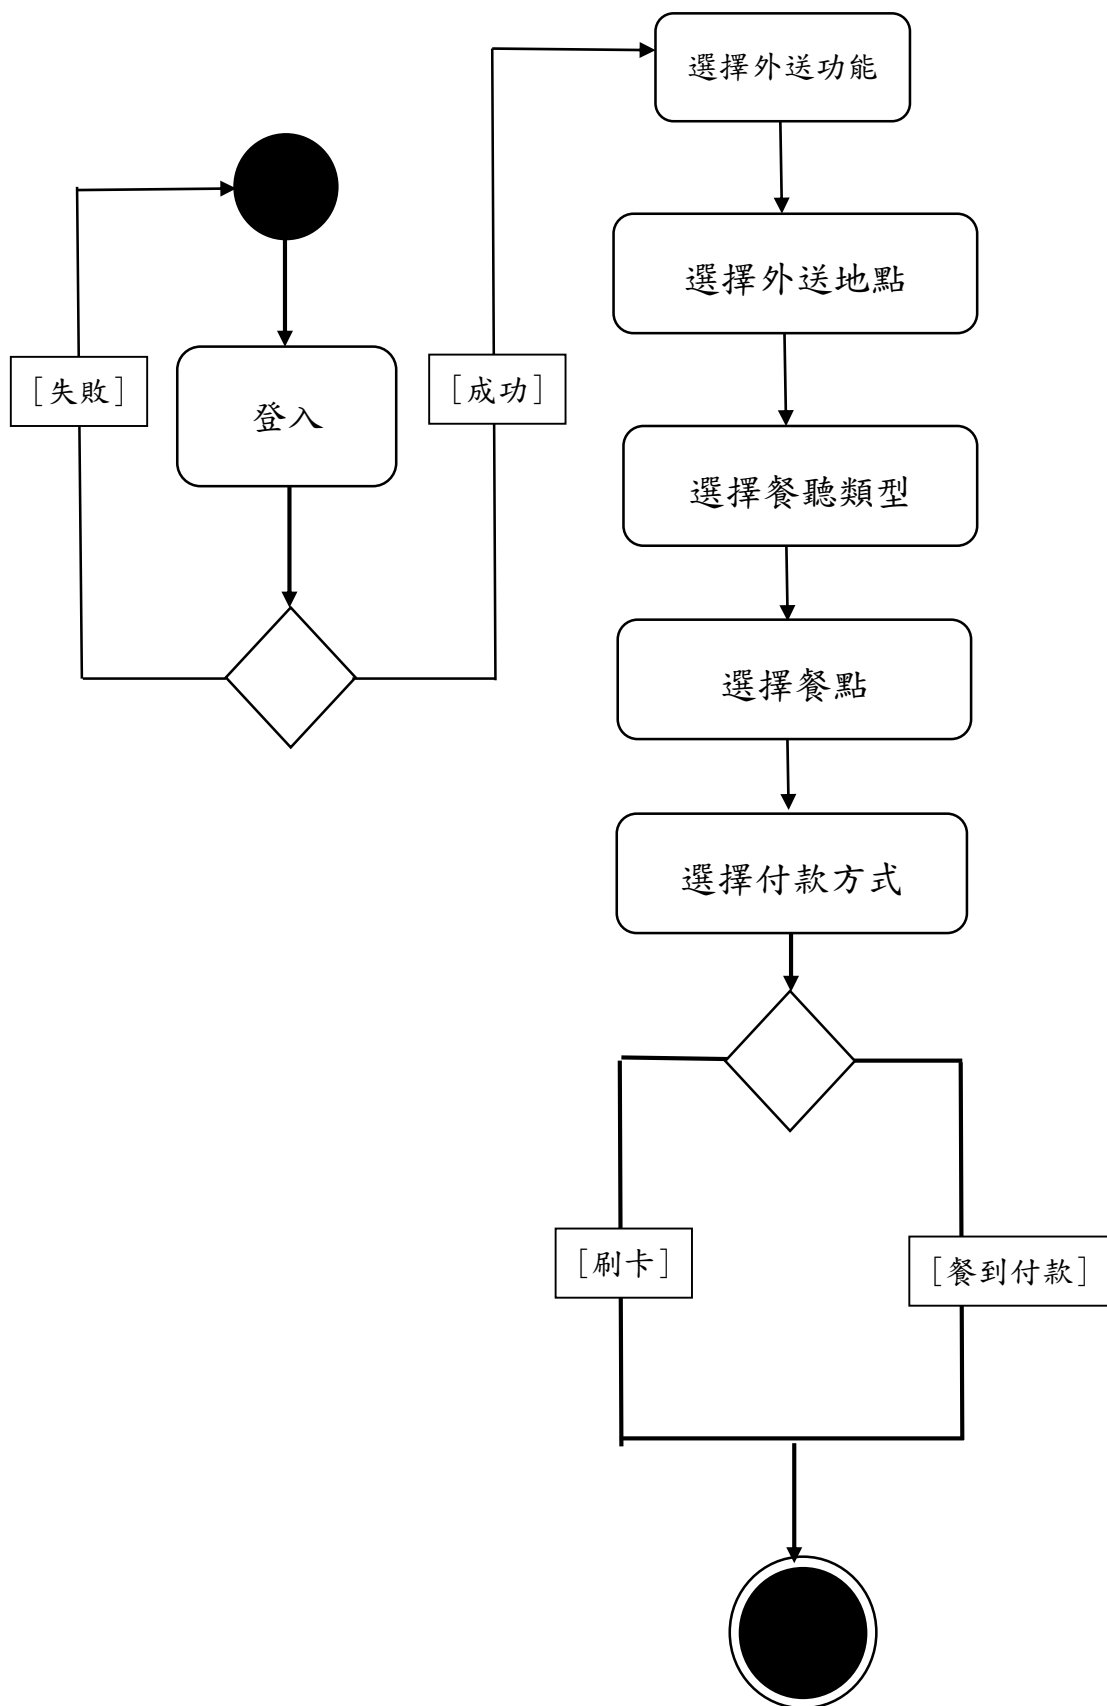 選擇外送功能
選擇外送地點
[失敗]
登入
[成功]
選擇餐聽類型
選擇餐點
選擇付款方式
[刷卡]
[餐到付款]